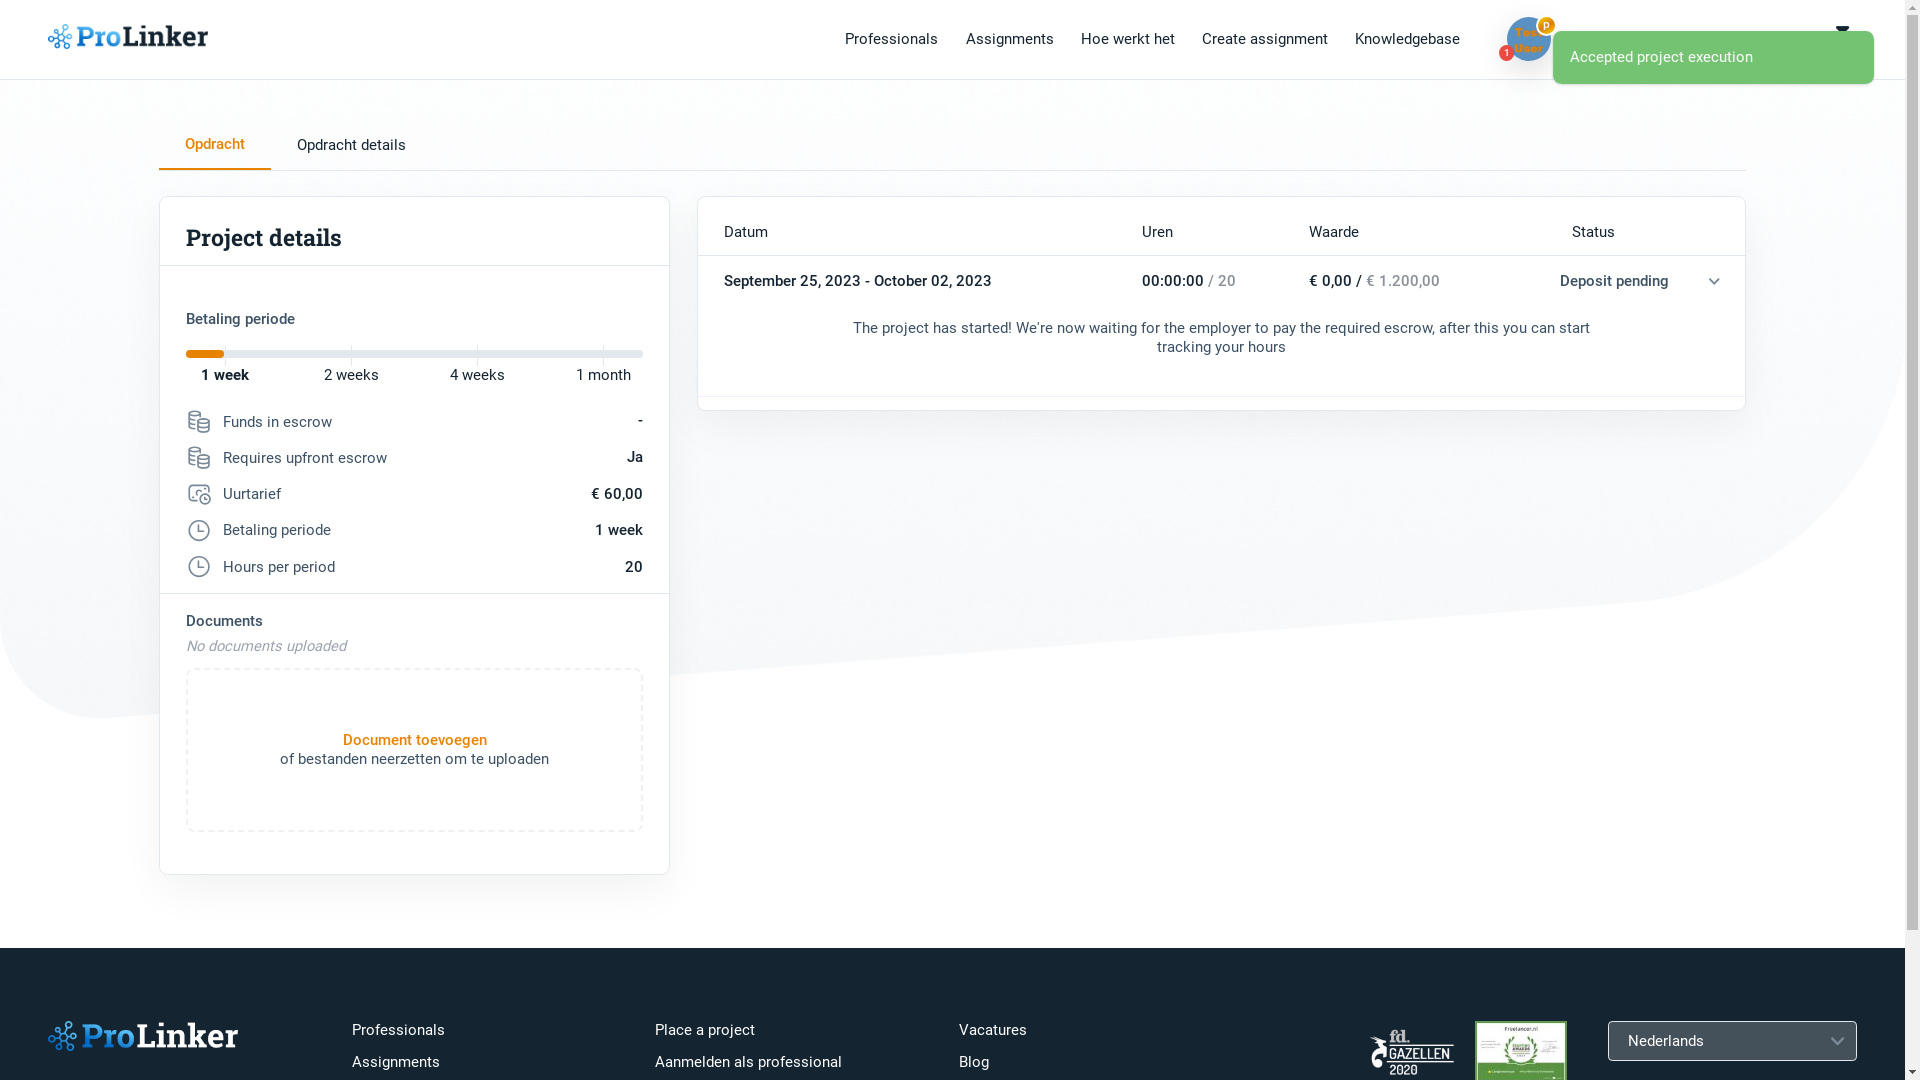 ProLinker
Professionals
Assignments
Hoe werkt het
Create assignment
Knowledgebase
P
1
User
Accepted project execution
Opdracht
Opdracht details
Project details
Betaling periode
1 week
2 weeks
4 weeks
1 month
Funds in escrow
-
Requires upfront escrow
Ja
Uurtarief
€ 60,00
Betaling periode
1 week
Hours per period
20
Documents
No documents uploaded
Document toevoegen
of bestanden neerzetten om te uploaden
Datum
Uren
Waarde
Status
September 25, 2023 - October 02, 2023
00:00:00 / 20
€ 0,00 / € 1.200,00
Deposit pending
The project has started! We're now waiting for the employer to pay the required escrow, after this you can start
tracking your hours
ProLinker
Professionals
Assignments
Place a project
Aanmelden als professional
Vacatures
Blog
fd.
GAZELLEN
2020
Freelancer.nl
Nederlands